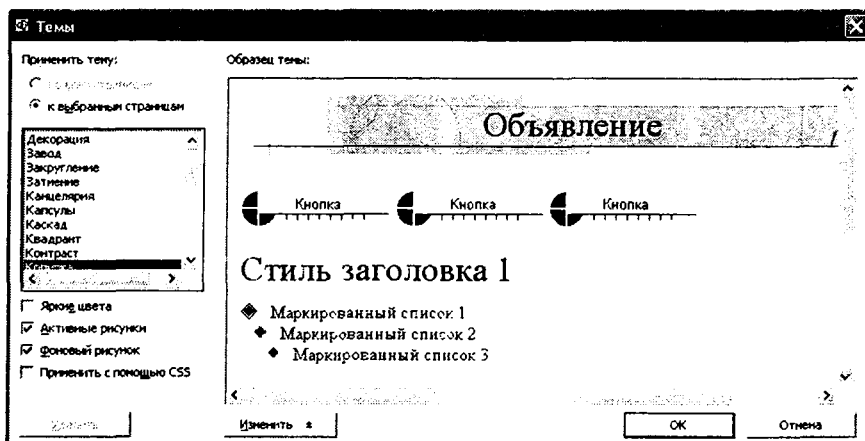 Темы
Применить тему:
к выбранным страницам
Декорация
Завод
Закругление
Затмение
Канцелярия
Капсулы
Каскад
Квадрант
Контраст
Яркие цвета
Активные рисунки
Фоновый рисунок
Применить с помощью CSS
Удалить
Образец темы:
Объявление
Кнопка Кнопка Кнопка
Стиль заголовка 1
Маркированный список 1
Маркированный список 2
Маркированный список 3
Изменить
ОК
Отмена